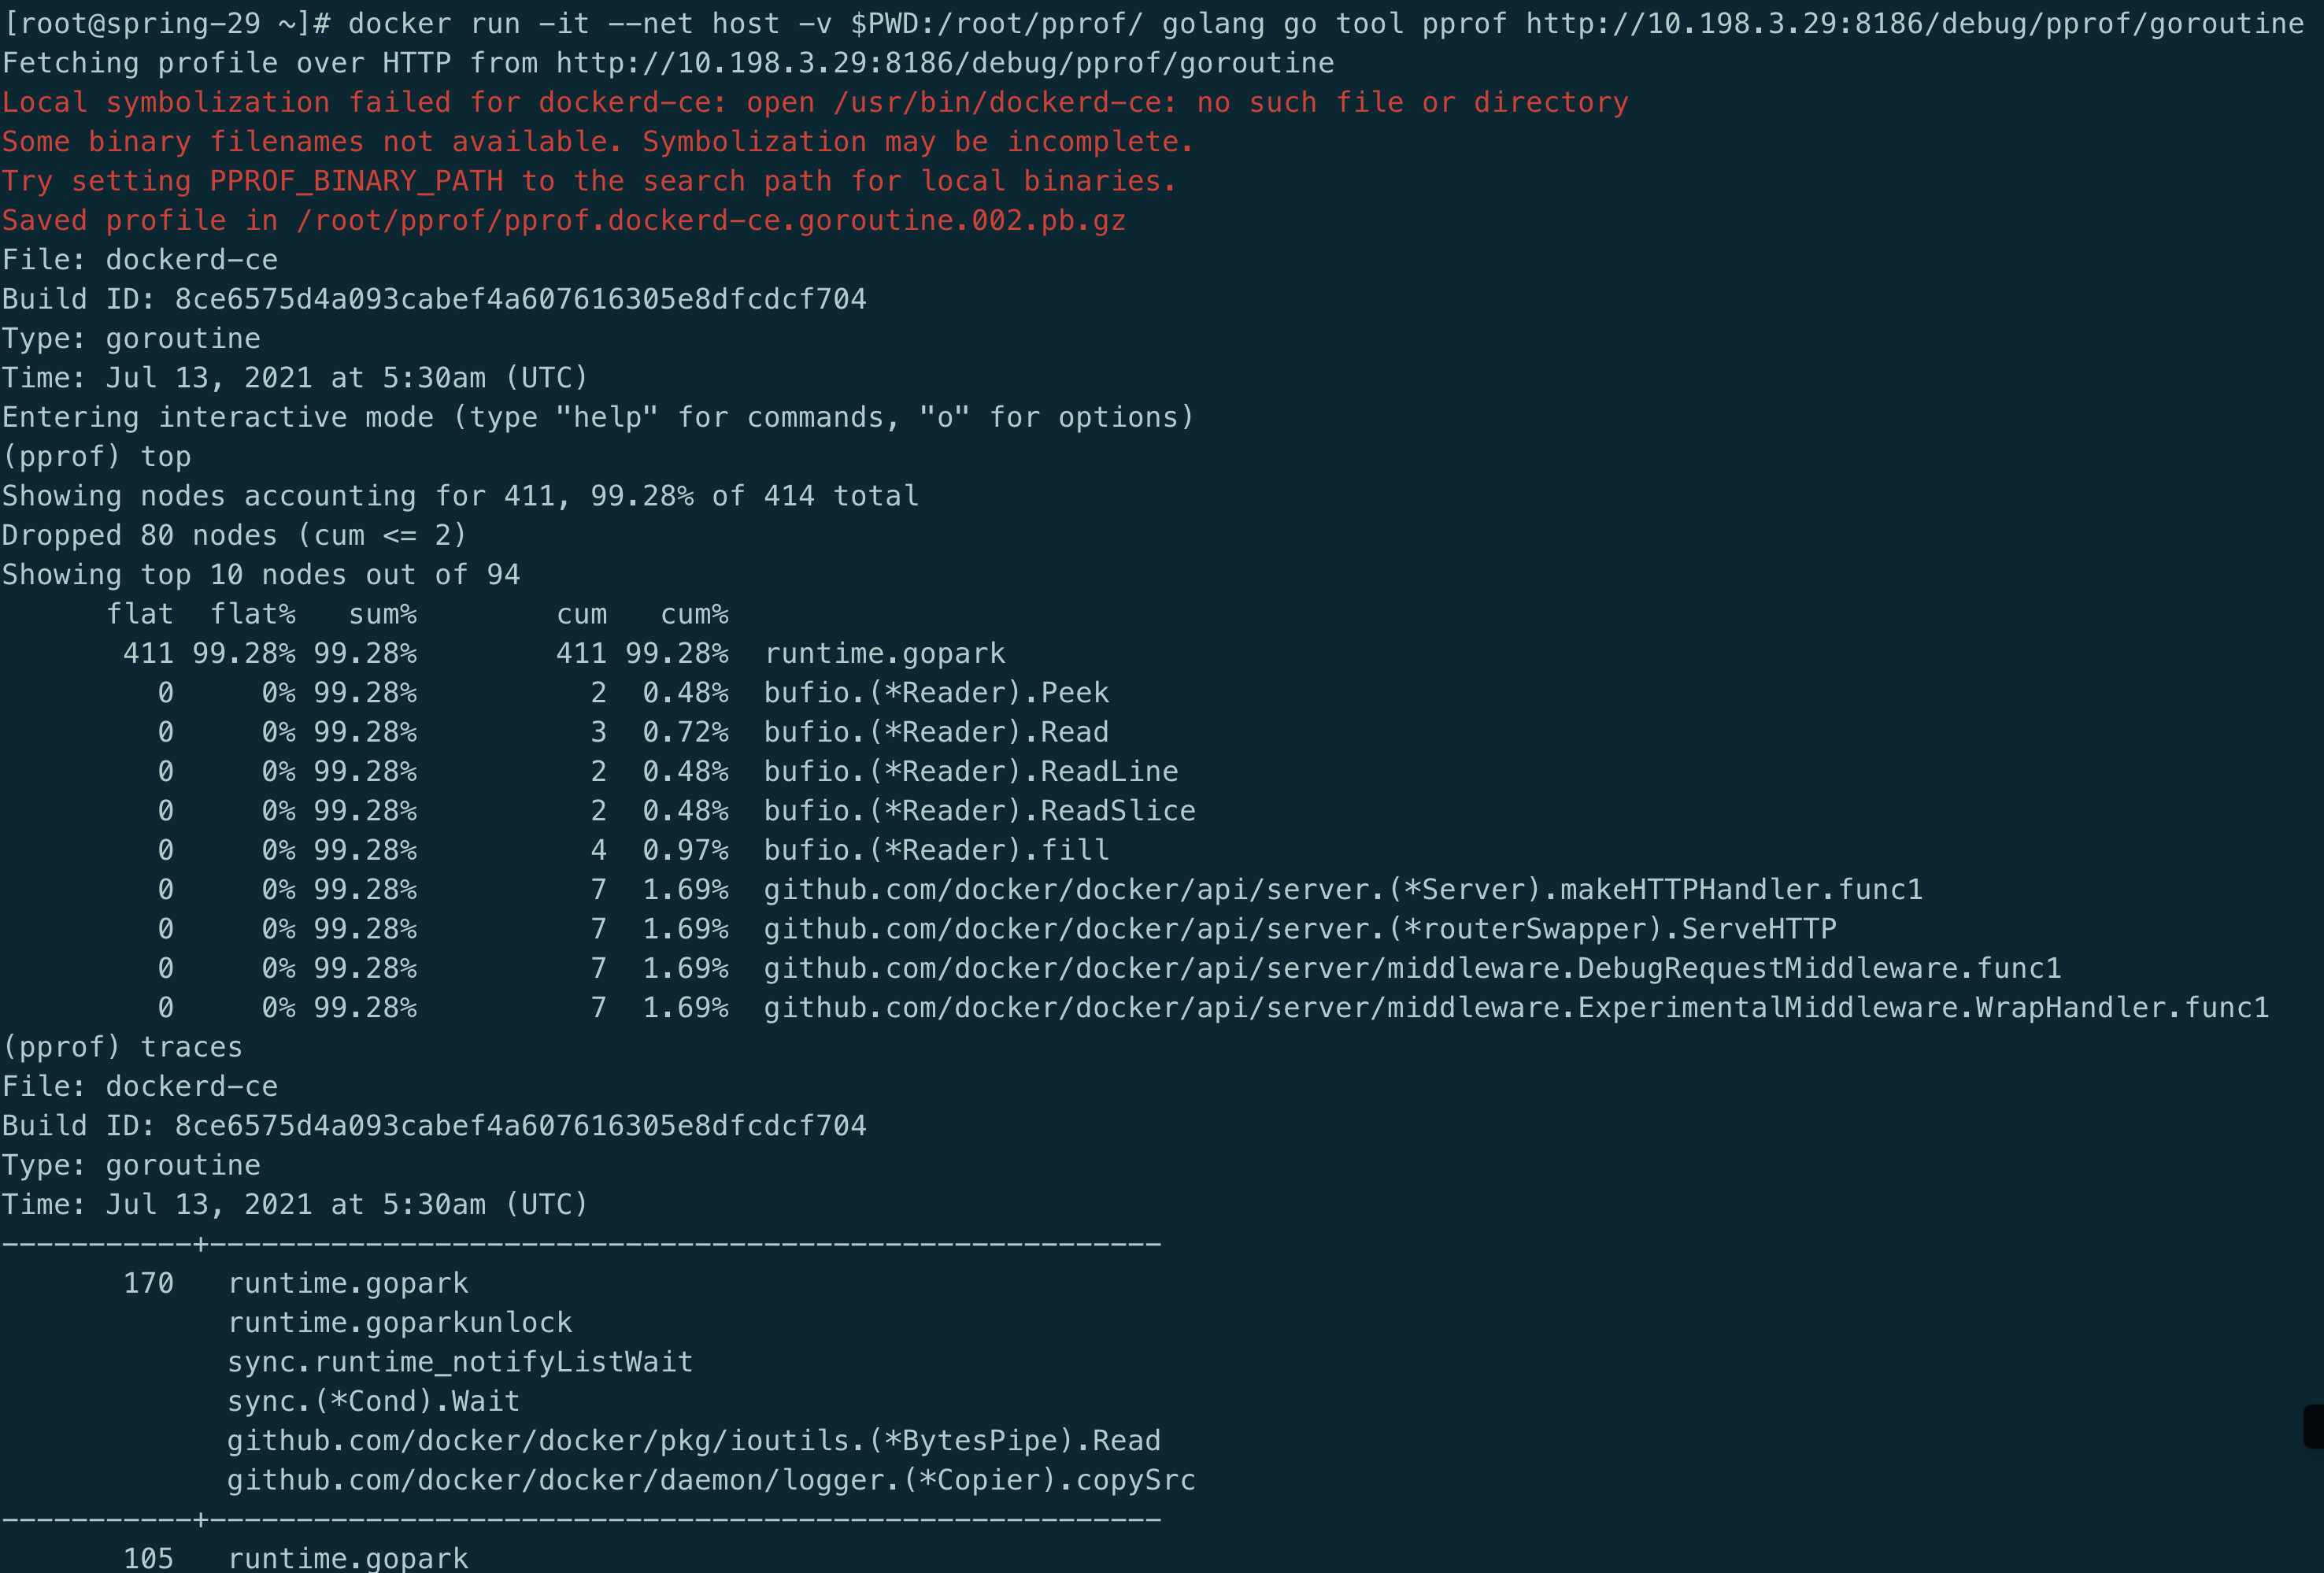 [root@spring-29 ~]# docker run -it --net host -v $PWD:/root/pprof/ golang go tool pprof http://10.198.3.29:8186/debug/pprof/goroutine
Fetching profile over HTTP from http://10.198.3.29:8186/debug/pprof/goroutine
Local symbolization failed for dockerd-ce: open /usr/bin/dockerd-ce: no such file or directory
Some binary filenames not available. Symbolization may be incomplete.
Try setting PPROF_BINARY_PATH to the search path for local binaries.
Saved profile in /root/pprof/pprof.dockerd-ce.goroutine.002.pb.gz
File: dockerd-ce
Build ID: 8ce6575d4a093cabef4a607616305e8dfcdcf704
Type: goroutine
Time: Jul 13, 2021 at 5:30am (UTC)
Entering interactive mode (type "help" for commands, "o" for options)
(pprof) top
Showing nodes accounting for 411, 99.28% of 414 total
Dropped 80 nodes (cum <= 2)
Showing top 10 nodes out of 94
      flat  flat%   sum%        cum   cum%
       411 99.28% 99.28%        411 99.28%  runtime.gopark
         0     0% 99.28%          2  0.48%  bufio.(*Reader).Peek
         0     0% 99.28%          3  0.72%  bufio.(*Reader).Read
         0     0% 99.28%          2  0.48%  bufio.(*Reader).ReadLine
         0     0% 99.28%          2  0.48%  bufio.(*Reader).ReadSlice
         0     0% 99.28%          4  0.97%  bufio.(*Reader).fill
         0     0% 99.28%          7  1.69%  github.com/docker/docker/api/server.(*Server).makeHTTPHandler.func1
         0     0% 99.28%          7  1.69%  github.com/docker/docker/api/server.(*routerSwapper).ServeHTTP
         0     0% 99.28%          7  1.69%  github.com/docker/docker/api/server/middleware.DebugRequestMiddleware.func1
         0     0% 99.28%          7  1.69%  github.com/docker/docker/api/server/middleware.ExperimentalMiddleware.WrapHandler.func1
(pprof) traces
File: dockerd-ce
Build ID: 8ce6575d4a093cabef4a607616305e8dfcdcf704
Type: goroutine
Time: Jul 13, 2021 at 5:30am (UTC)
-----------+-------------------------------------------------------
       170   runtime.gopark
             runtime.goparkunlock
             sync.runtime_notifyListWait
             sync.(*Cond).Wait
             github.com/docker/docker/pkg/ioutils.(*BytesPipe).Read
             github.com/docker/docker/daemon/logger.(*Copier).copySrc
-----------+-------------------------------------------------------
       105   runtime.gopark